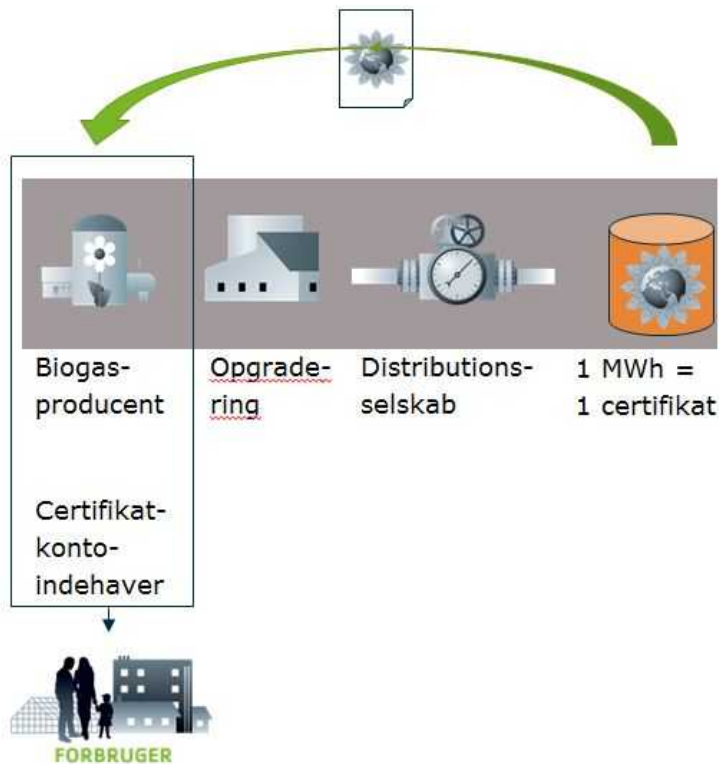 Biogas-
producent
Opgrade-
ring
Distributions-
selskab
1 MWh =
1 certifikat
Certifikat-
konto-
indehaver
FORBRUGER